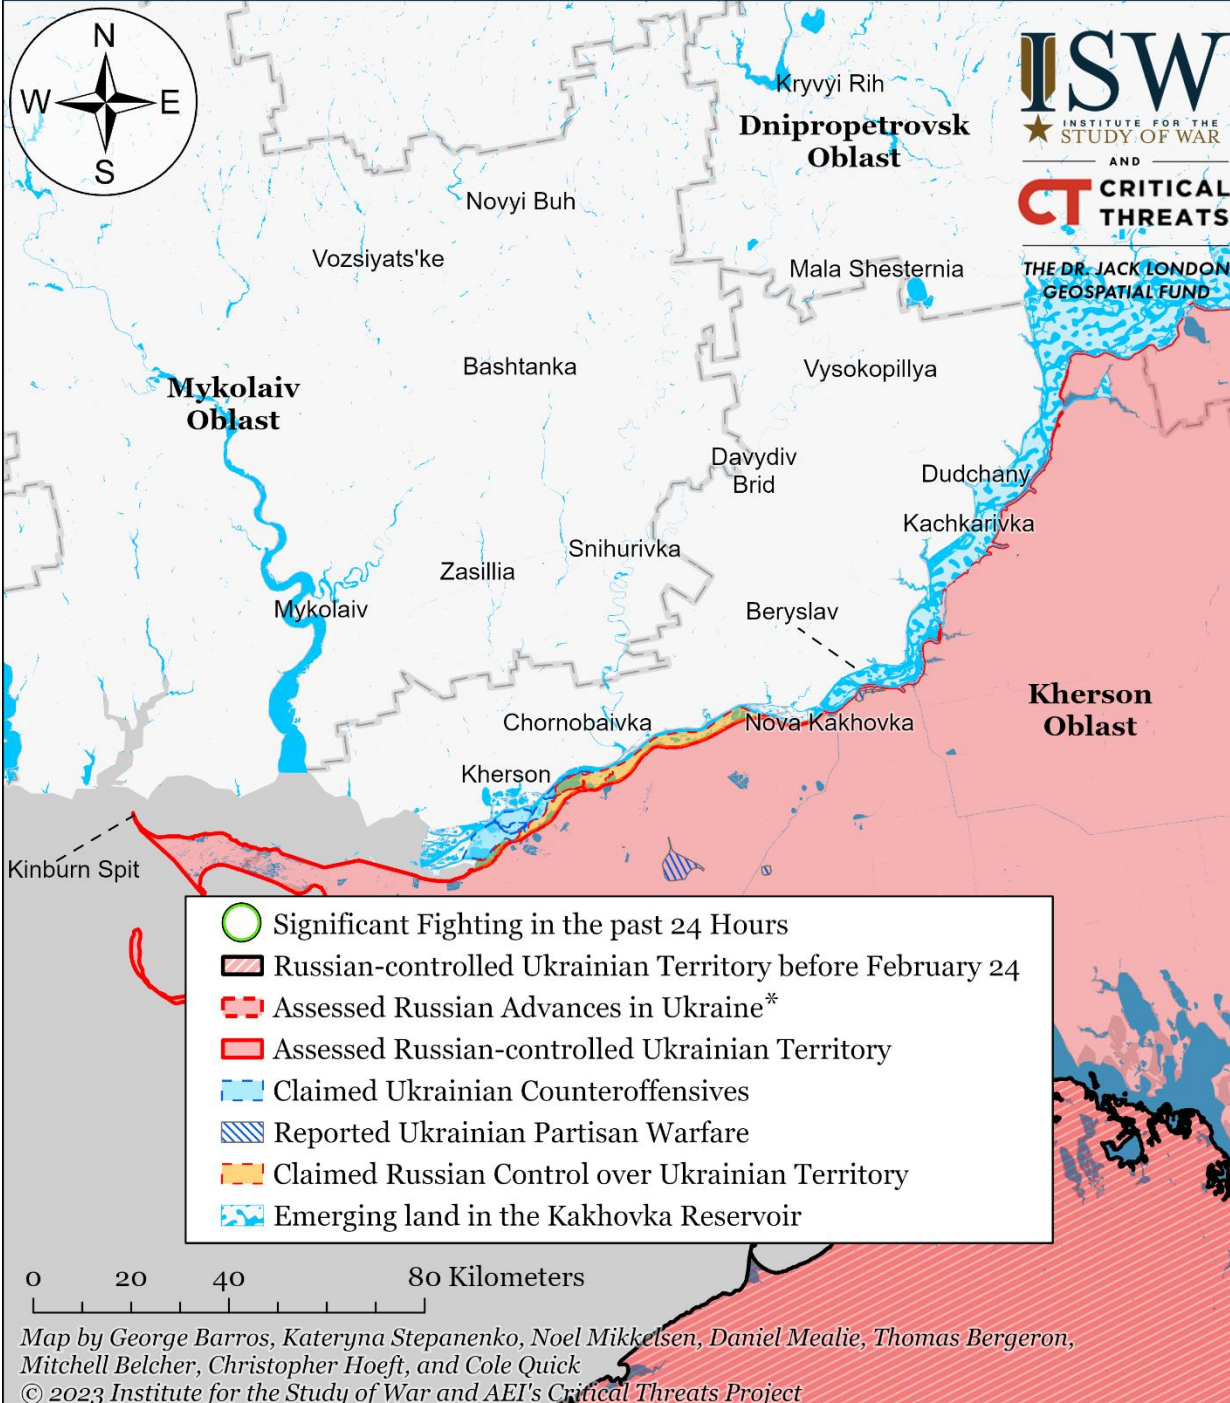 N
W E
S
ISW
INSTITUTE FOR THE
STUDY OF WAR
AND
CT CRITICAL
THREATS
THE DR. JACK LONDON
GEOSPATIAL FUND
Kryvyi Rih
Dnipropetrovsk
Oblast
Novyi Buh
Vozsiyats'ke
Mala Shesternia
Bashtanka
Vysokopillya
Mykolaiv
Oblast
Davydiv
Brid
Dudchany
Kachkarivka
Snihurivka
Zasillia
Mykolaiv
Beryslav
Kherson
Oblast
Chornobaivka
Nova Kakhovka
Kherson
Kinburn Spit
Significant Fighting in the past 24 Hours
Russian-controlled Ukrainian Territory before February 24
Assessed Russian Advances in Ukraine*
Assessed Russian-controlled Ukrainian Territory
Claimed Ukrainian Counteroffensives
Reported Ukrainian Partisan Warfare
Claimed Russian Control over Ukrainian Territory
Emerging land in the Kakhovka Reservoir
0 20 40 80 Kilometers
Map by George Barros, Kateryna Stepanenko, Noel Mikkelsen, Daniel Mealie, Thomas Bergeron,
Mitchell Belcher, Christopher Hoeft, and Cole Quick
© 2023 Institute for the Study of War and AEI's Critical Threats Project